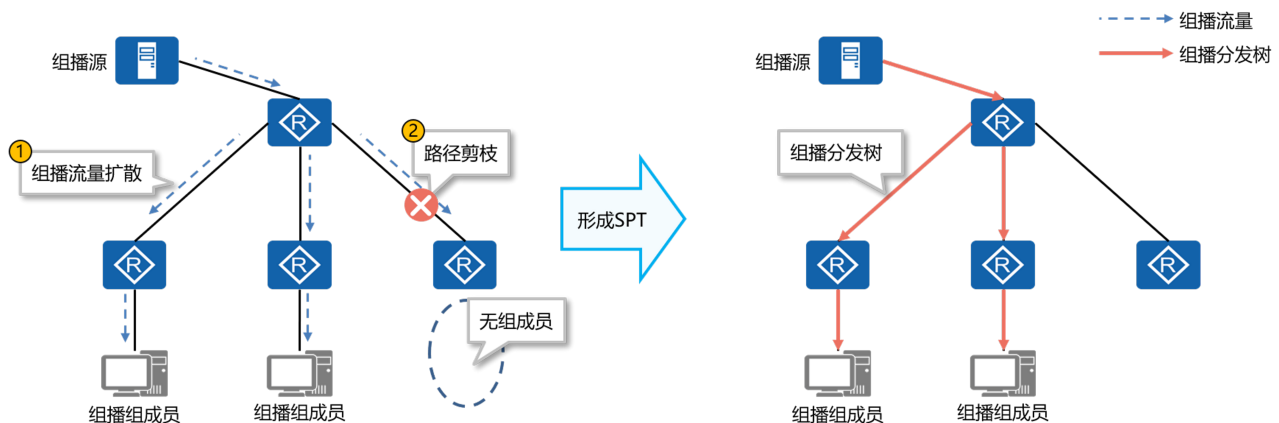 组播流量
组播分发树
组播源
R
①
组播流量扩散
②
路径剪枝
R
R
R
无组成员
组播组成员
组播组成员
形成SPT
组播源
R
组播分发树
R
R
R
组播组成员
组播组成员